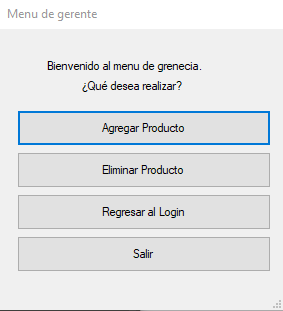 Menu de gerente
Bienvenido al menu de grenecia.
¿Qué desea realizar?
Agregar Producto
Eliminar Producto
Regresar al Login
Salir